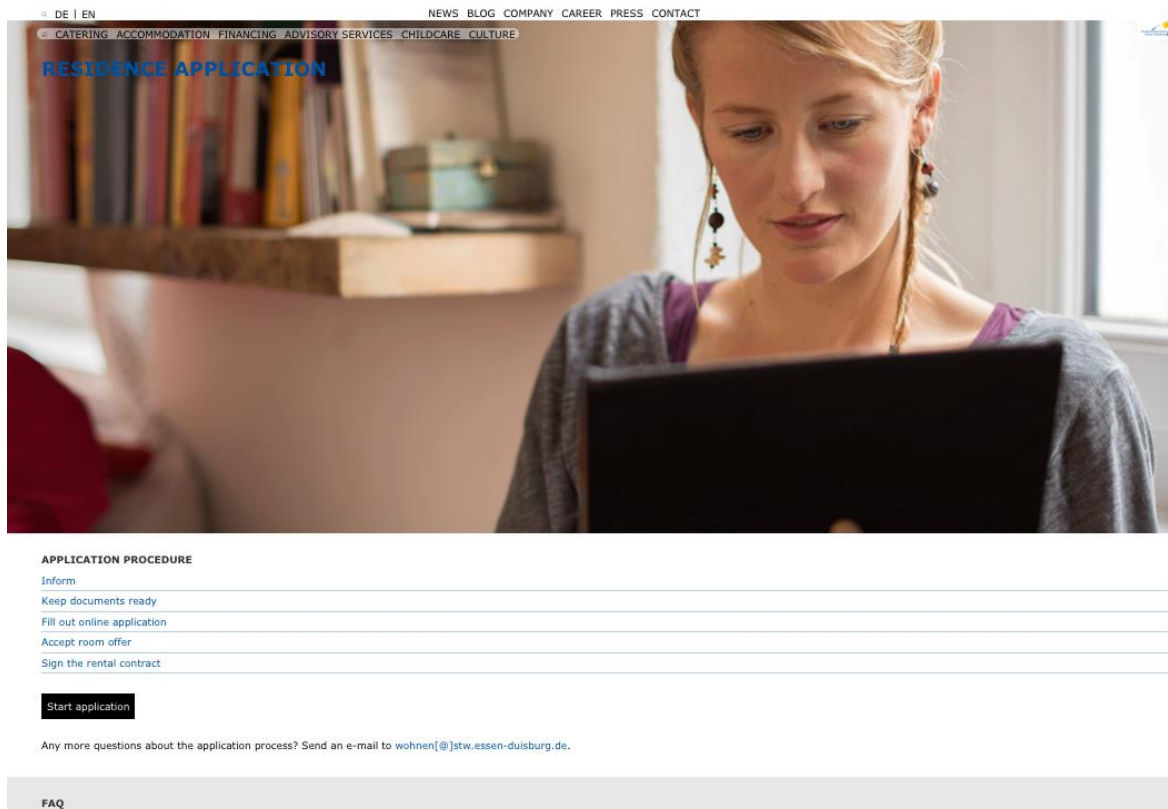 DE | EN
NEWS BLOG COMPANY CAREER PRESS CONTACT
CATERING ACCOMMODATION FINANCING ADVISORY SERVICES CHILDCARE CULTURE
RESIDENCE APPLICATION
APPLICATION PROCEDURE
Inform
Keep documents ready
Fill out online application
Accept room offer
Sign the rental contract
Start application
Any more questions about the application process? Send an e-mail to wohnen[@]stw.essen-duisburg.de.
FAQ